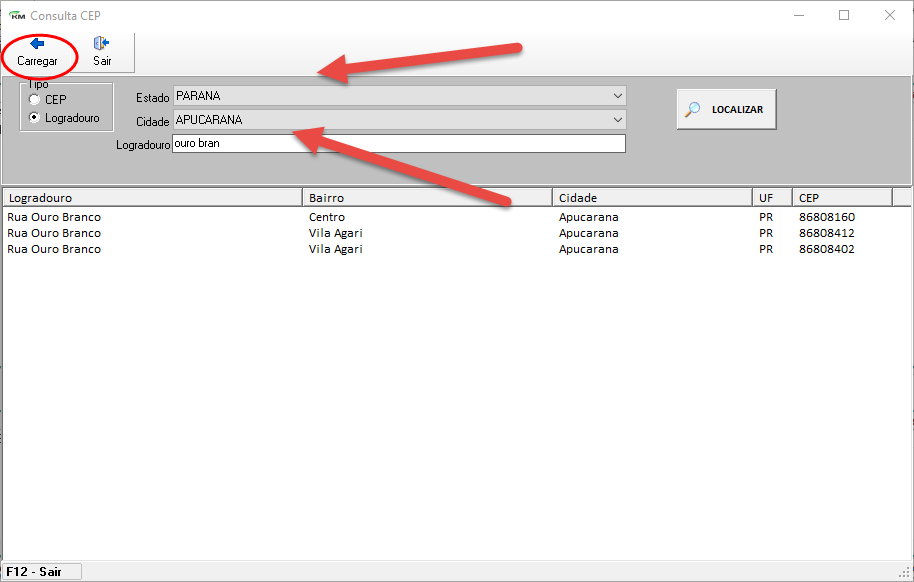 KM Consulta CEP
Carregar Sair
Tipo
CEP
Logradouro
Estado PARANA
Cidade APUCARANA
Logradouro ouro bran
LOCALIZAR
Logradouro Bairro Cidade UF CEP
Rua Ouro Branco Centro Apucarana PR 86808160
Rua Ouro Branco Vila Agari Apucarana PR 86808412
Rua Ouro Branco Vila Agari Apucarana PR 86808402
F12 - Sair